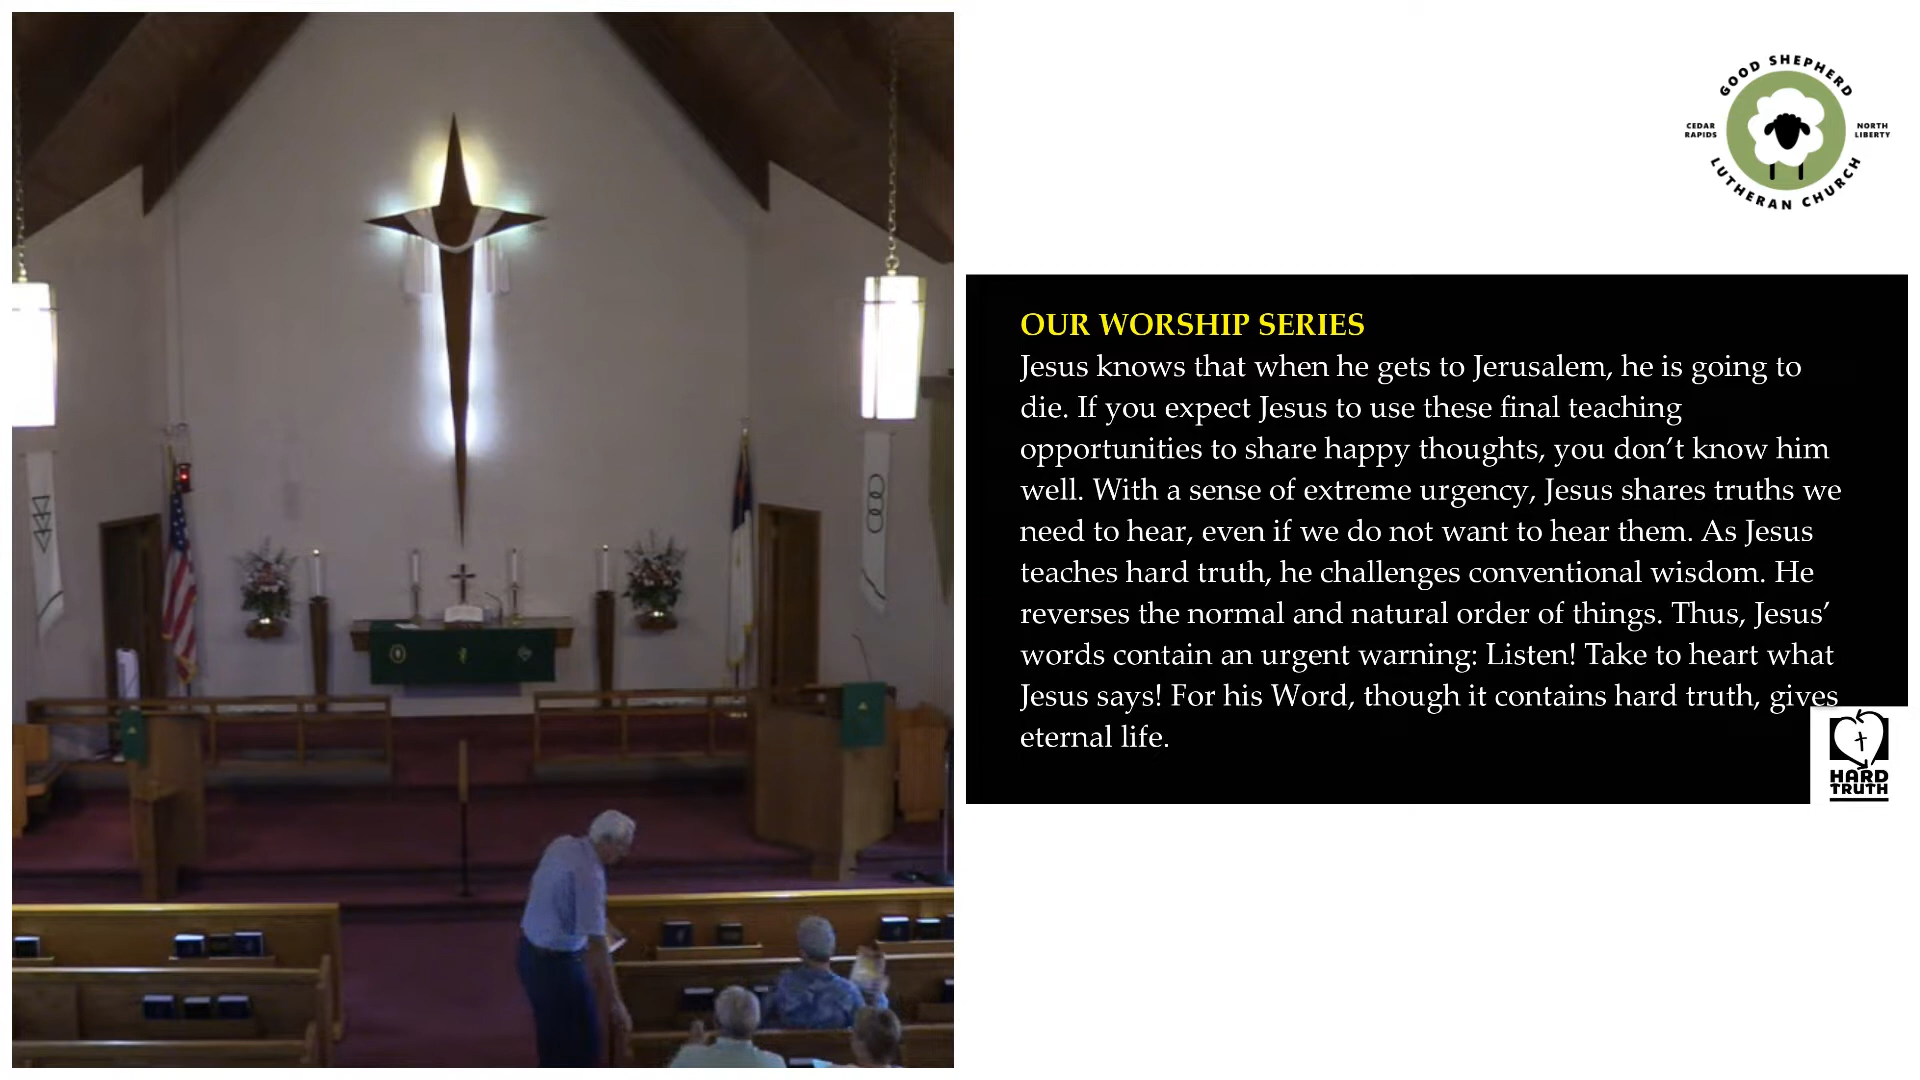 GOOD SHEPHERD
CEDAR
RAPIDS
NORTH
LIBERTY
LUTHERAN CHURCH
OUR WORSHIP SERIES
Jesus knows that when he gets to Jerusalem, he is going to
die. If you expect Jesus to use these final teaching
opportunities to share happy thoughts, you don’t know him
well. With a sense of extreme urgency, Jesus shares truths we
need to hear, even if we do not want to hear them. As Jesus
teaches hard truth, he challenges conventional wisdom. He
reverses the normal and natural order of things. Thus, Jesus’
words contain an urgent warning: Listen! Take to heart what
Jesus says! For his Word, though it contains hard truth, gives
eternal life.
HARD
TRUTH